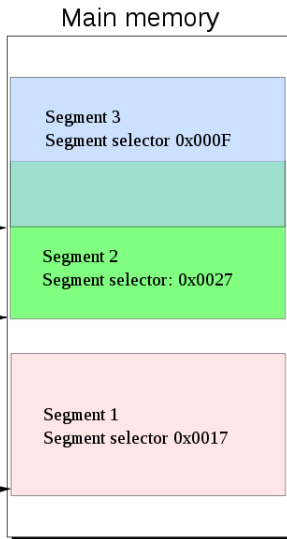 Main memory
Segment 3
Segment selector 0x000F
Segment 2
Segment selector: 0x0027
Segment 1
Segment selector 0x0017